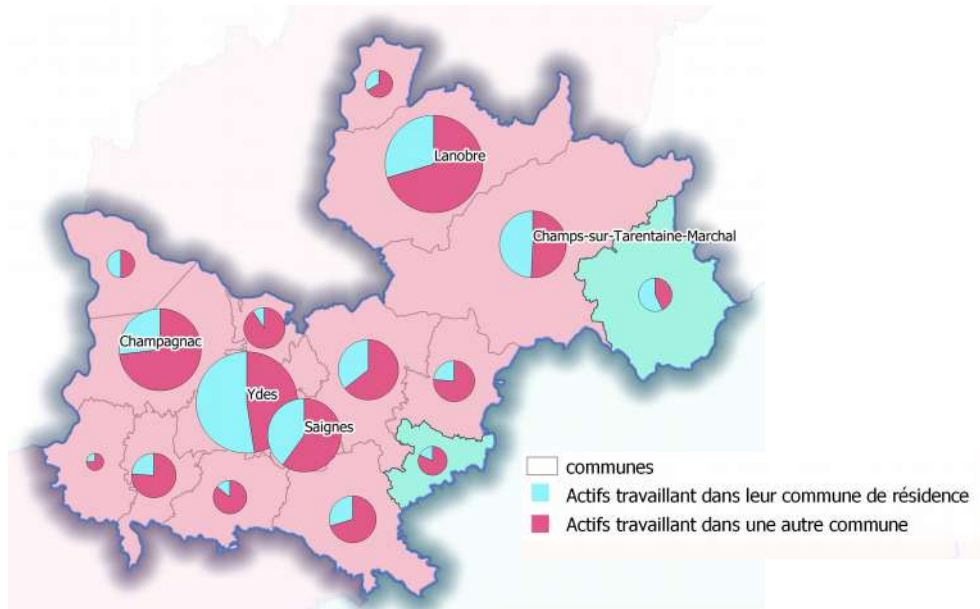 Lanobre
Champs-sur-Tarentaine-Marchal
Champagnac
Ydes
Saignes
communes
Actifs travaillant dans leur commune de résidence
Actifs travaillant dans une autre commune